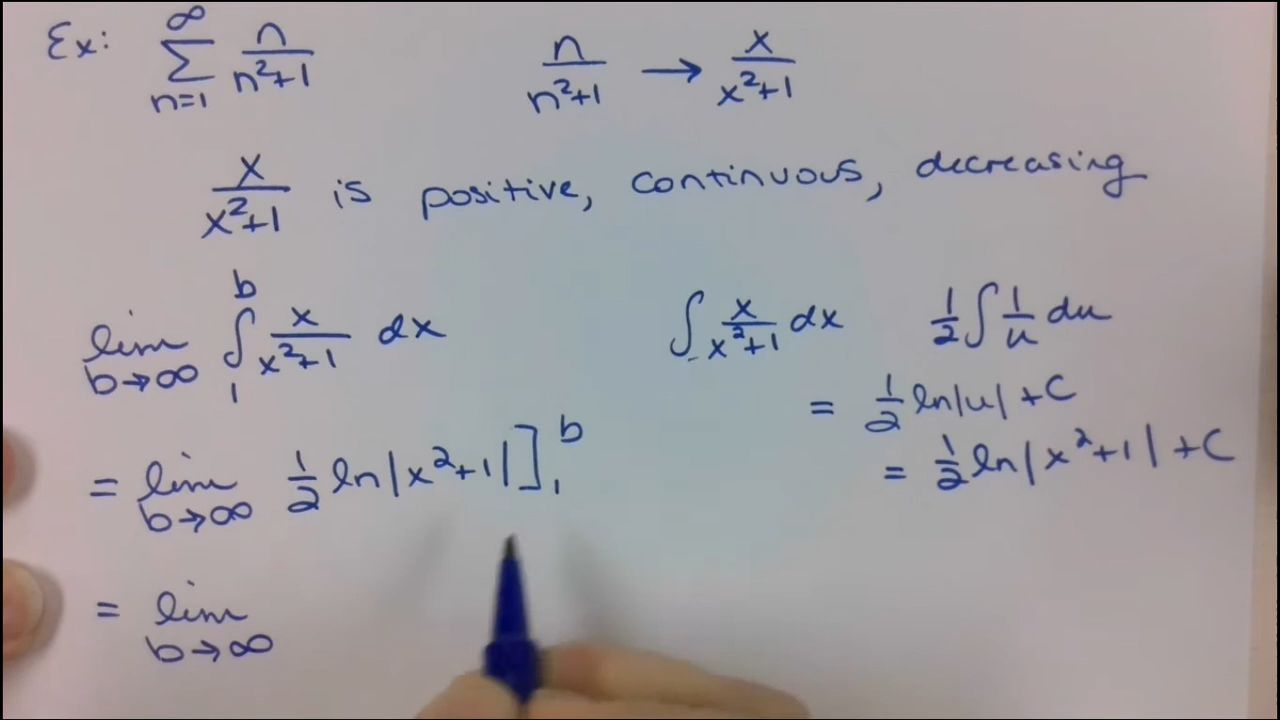 Ex: ∑_{n=1}^{∞} n/(n²+1)    n/(n²+1) → x/(x²+1)
x/(x²+1) is positive, continuous, decreasing
lim_{b→∞} ∫_1^b x/(x²+1) dx    ∫ x/(x²+1) dx    1/2 ∫ 1/u du
= 1/2 ln|u| + C
= lim_{b→∞} 1/2 ln|x²+1| ]_1^b    = 1/2 ln|x²+1| + C
= lim_{b→∞}